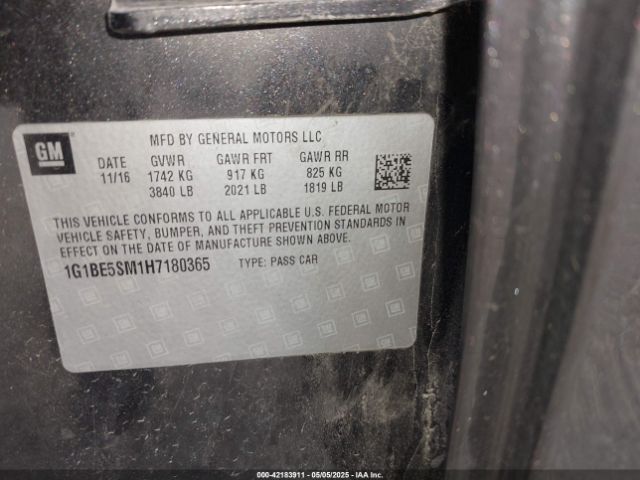 GM
MFD BY GENERAL MOTORS LLC
DATE GVWR GAWR FRT GAWR RR
11/16 1742 KG 917 KG 825 KG
3840 LB 2021 LB 1819 LB
THIS VEHICLE CONFORMS TO ALL APPLICABLE U.S. FEDERAL MOTOR
VEHICLE SAFETY, BUMPER, AND THEFT PREVENTION STANDARDS IN
EFFECT ON THE DATE OF MANUFACTURE SHOWN ABOVE.
1G1BE5SM1H7180365 TYPE: PASS CAR
000-42183911 - 05/05/2025 - IAAI Inc.